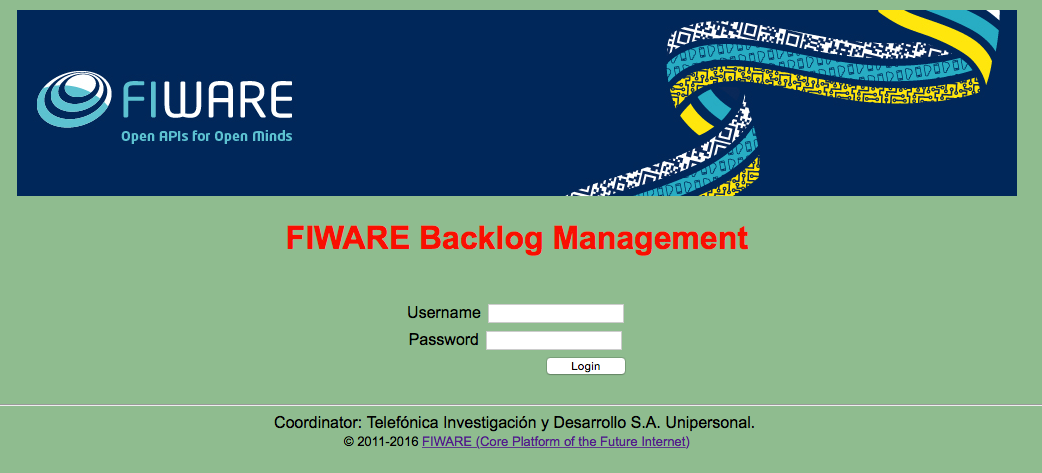 FIWARE
Open APIs for Open Minds
FIWARE Backlog Management
Username
Password
Login
Coordinator: Telefónica Investigación y Desarrollo S.A. Unipersonal.
© 2011-2016 FIWARE (Core Platform of the Future Internet)